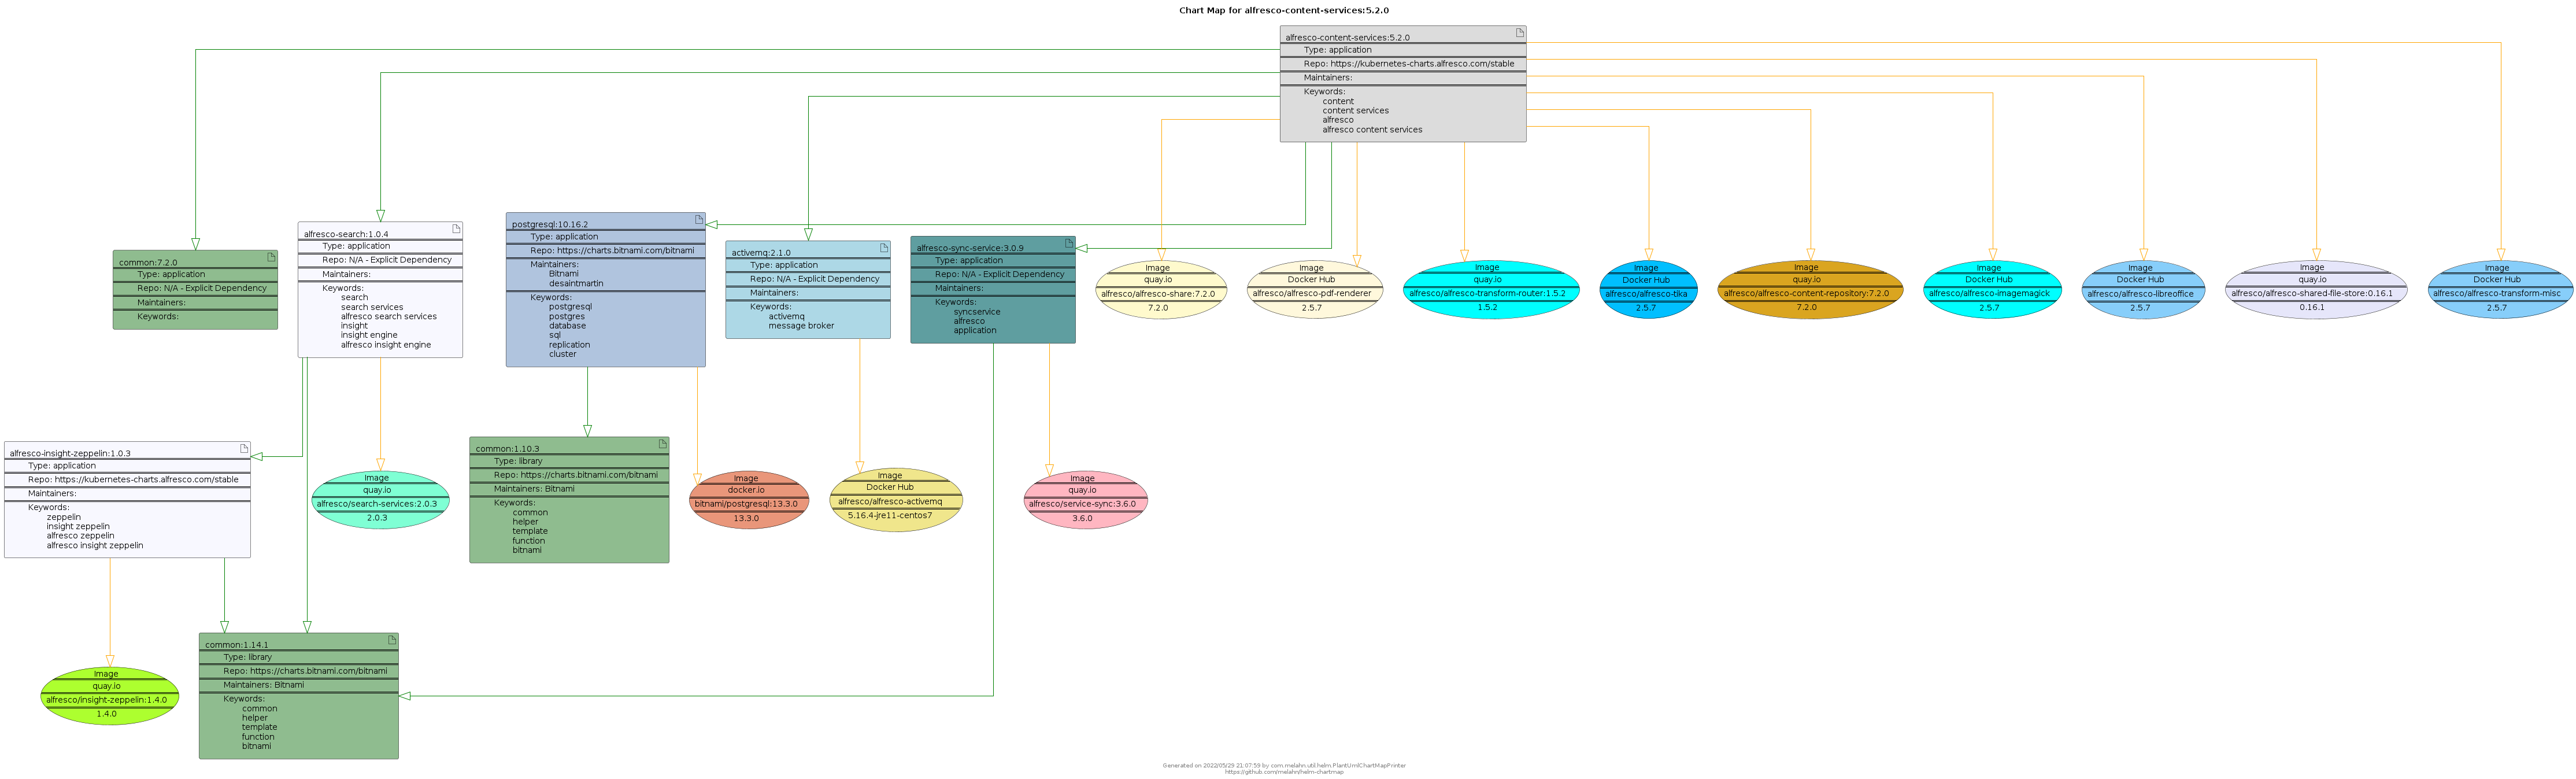 Chart Map for alfresco-content-services:5.2.0
alfresco-content-services:5.2.0
Type: application
Repo: https://kubernetes-charts.alfresco.com/stable
Maintainers:
Keywords:
content
content services
alfresco
alfresco content services
common:7.2.0
Type: application
Repo: N/A - Explicit Dependency
Maintainers:
Keywords:
alfresco-search:1.0.4
Type: application
Repo: N/A - Explicit Dependency
Maintainers:
Keywords:
search
search services
alfresco search services
insight
insight engine
alfresco insight engine
postgresql:10.16.2
Type: application
Repo: https://charts.bitnami.com/bitnami
Maintainers:
Bitnami
desaintmartin
Keywords:
postgresql
postgres
database
sql
replication
cluster
activemq:2.1.0
Type: application
Repo: N/A - Explicit Dependency
Maintainers:
Keywords:
activemq
message broker
alfresco-sync-service:3.0.9
Type: application
Repo: N/A - Explicit Dependency
Maintainers:
Keywords:
syncservice
alfresco
application
Image
quay.io
alfresco/alfresco-share:7.2.0
7.2.0
Image
Docker Hub
alfresco/alfresco-pdf-renderer
2.5.7
Image
quay.io
alfresco/alfresco-transform-router:1.5.2
1.5.2
Image
Docker Hub
alfresco/alfresco-tika
2.5.7
Image
quay.io
alfresco/alfresco-content-repository:7.2.0
7.2.0
Image
Docker Hub
alfresco/alfresco-imagemagick
2.5.7
Image
Docker Hub
alfresco/alfresco-libreoffice
2.5.7
Image
quay.io
alfresco/alfresco-shared-file-store:0.16.1
0.16.1
Image
Docker Hub
alfresco/alfresco-transform-misc
2.5.7
alfresco-insight-zeppelin:1.0.3
Type: application
Repo: https://kubernetes-charts.alfresco.com/stable
Maintainers:
Keywords:
zeppelin
insight zeppelin
alfresco zeppelin
alfresco insight zeppelin
Image
quay.io
alfresco/search-services:2.0.3
2.0.3
common:1.10.3
Type: library
Repo: https://charts.bitnami.com/bitnami
Maintainers: Bitnami
Keywords:
common
helper
template
function
bitnami
Image
docker.io
bitnami/postgresql:13.3.0
13.3.0
Image
Docker Hub
alfresco/alfresco-activemq
5.16.4-jre11-centos7
Image
quay.io
alfresco/service-sync:3.6.0
3.6.0
Image
quay.io
alfresco/insight-zeppelin:1.4.0
1.4.0
common:1.14.1
Type: library
Repo: https://charts.bitnami.com/bitnami
Maintainers: Bitnami
Keywords:
common
helper
template
function
bitnami
Generated on 2022/05/29 21:07:59 by com.melahn.util.helm.PlantUmlChartMapPrinter
https://github.com/melahn/helm-chartmap